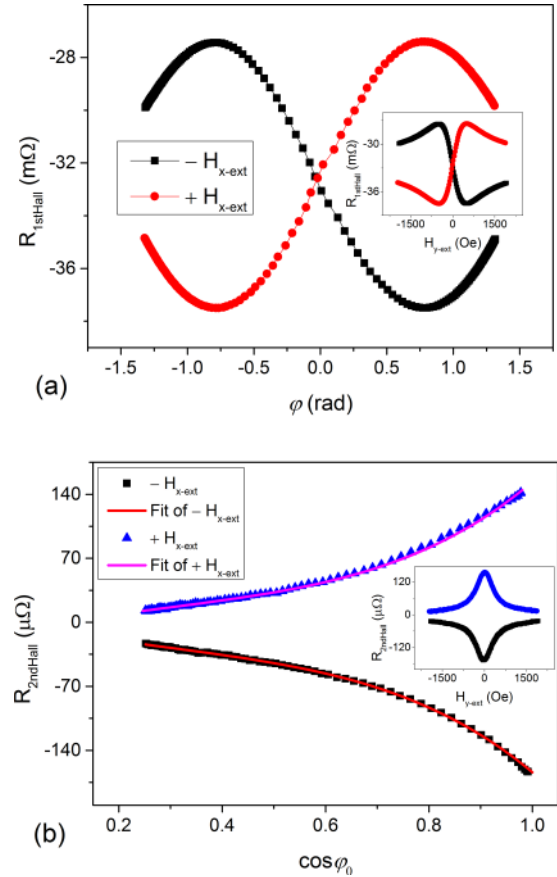 -28
-32
-36
R1stHall (mΩ)
− Hx-ext
+ Hx-ext
-30
-36
R1stHall (mΩ)
-1500 0 1500
Hy-ext (Oe)
-1.5 -1.0 -0.5 0.0 0.5 1.0 1.5
(a)
φ (rad)
140
70
0
-70
-140
R2ndHall (μΩ)
− Hx-ext
Fit of − Hx-ext
+ Hx-ext
Fit of + Hx-ext
120
0
-120
R2ndHall (μΩ)
-1500 0 1500
Hy-ext (Oe)
0.2 0.4 0.6 0.8 1.0
(b)
cosφ0